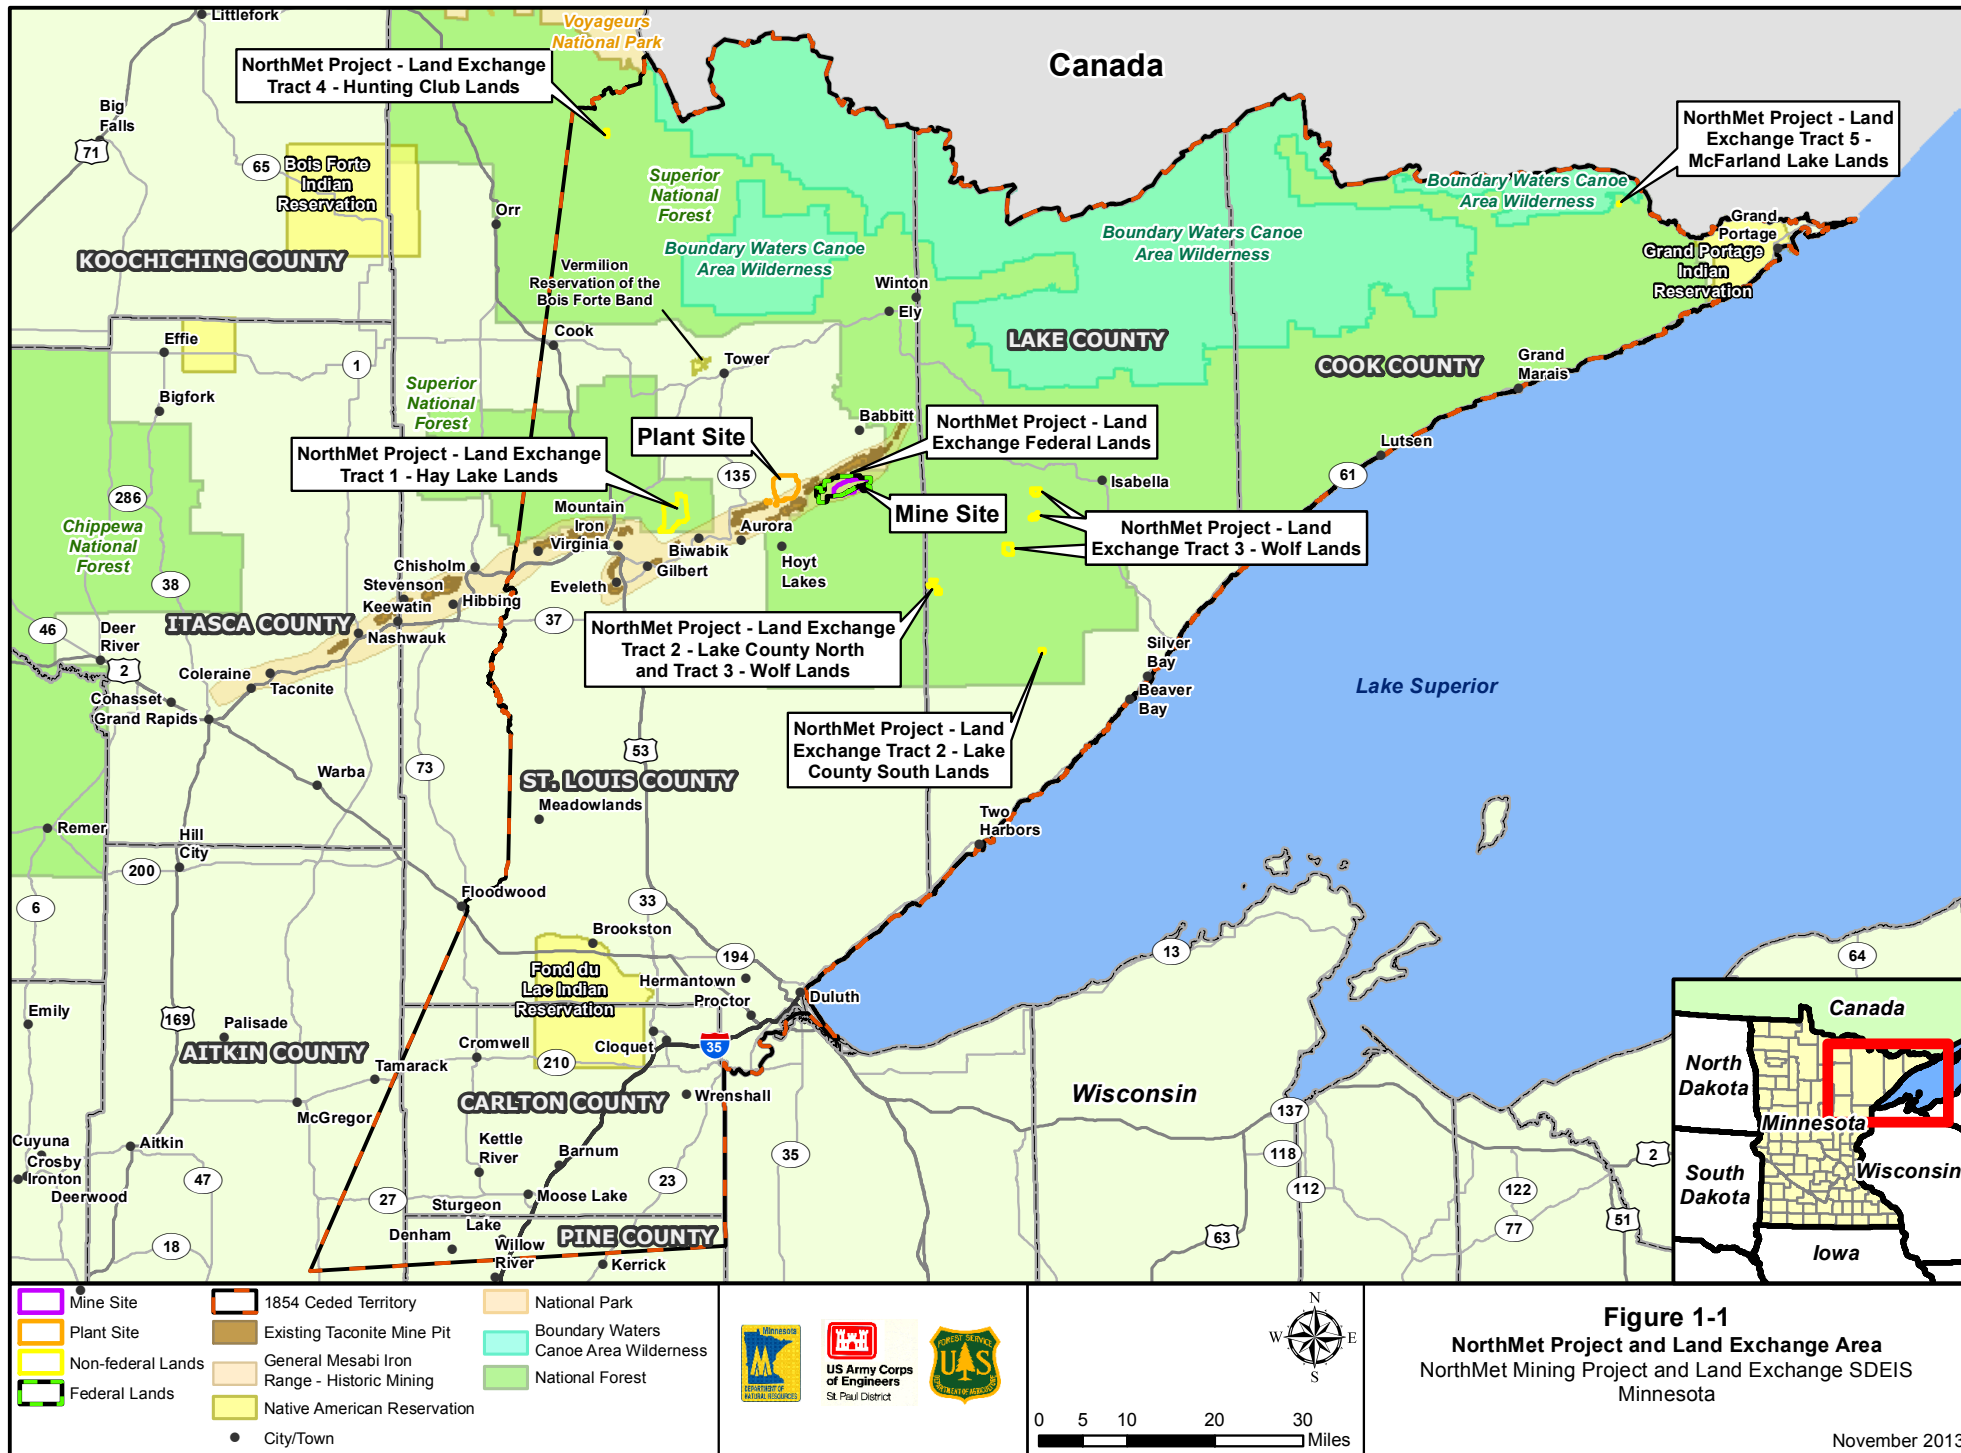 Littlefork
Voyageurs
National Park
Canada
NorthMet Project - Land Exchange
Tract 4 - Hunting Club Lands
NorthMet Project - Land
Exchange Tract 5 -
McFarland Lake Lands
Big
Falls
71
65
Bois Forte
Indian
Reservation
Superior
National
Forest
Boundary Waters Canoe
Area Wilderness
Orr
Grand
Portage
Grand Portage
Indian
Reservation
KOOCHICHING COUNTY
Boundary Waters Canoe
Area Wilderness
Boundary Waters Canoe
Area Wilderness
Vermilion
Reservation of the
Bois Forte Band
Winton
Ely
Effie
Cook
LAKE COUNTY
COOK COUNTY
Grand
Marais
1
Tower
Bigfork
Superior
National
Forest
Babbitt
Plant Site
NorthMet Project - Land
Exchange Federal Lands
Lutsen
NorthMet Project - Land Exchange
Tract 1 - Hay Lake Lands
135
61
Isabella
286
Mine Site
Chippewa
National
Forest
Mountain
Iron
Virginia
Aurora
Biwabik
Hoyt
Lakes
NorthMet Project - Land
Exchange Tract 3 - Wolf Lands
Chisholm
Stevenson
Keewatin
Hibbing
Eveleth
Gilbert
38
ITASCA COUNTY
Nashwauk
37
46
Deer
River
2
NorthMet Project - Land Exchange
Tract 2 - Lake County North
and Tract 3 - Wolf Lands
Silver
Bay
Beaver
Bay
Lake Superior
Coleraine
Taconite
Cohasset
Grand Rapids
NorthMet Project - Land
Exchange Tract 2 - Lake
County South Lands
53
Warba
73
ST. LOUIS COUNTY
Meadowlands
Two
Harbors
Remer
Hill
City
200
Floodwood
6
33
Brookston
194
13
64
Fond du
Lac Indian
Reservation
Hermantown
Proctor
Duluth
Emily
169
Palisade
AITKIN COUNTY
Cromwell
210
Cloquet
35
Tamarack
CARLTON COUNTY
Wrenshall
Wisconsin
McGregor
137
Cuyuna
Crosby
Ironton
Deerwood
Aitkin
Kettle
River
Barnum
35
118
2
47
27
Moose Lake
23
112
122
Sturgeon
Lake
77
51
18
Denham
PINE COUNTY
63
Willow
River
Kerrick
Canada
North
Dakota
Minnesota
South
Dakota
Wisconsin
Iowa
Mine Site
Plant Site
Non-federal Lands
Federal Lands
1854 Ceded Territory
Existing Taconite Mine Pit
General Mesabi Iron
Range - Historic Mining
Native American Reservation
City/Town
National Park
Boundary Waters
Canoe Area Wilderness
National Forest
Minnesota
DEPARTMENT OF
NATURAL RESOURCES
US Army Corps
of Engineers
St. Paul District
FOREST SERVICE
U S
DEPARTMENT OF AGRICULTURE
N
W E
S
0 5 10 20 30
Miles
Figure 1-1
NorthMet Project and Land Exchange Area
NorthMet Mining Project and Land Exchange SDEIS
Minnesota
November 2013